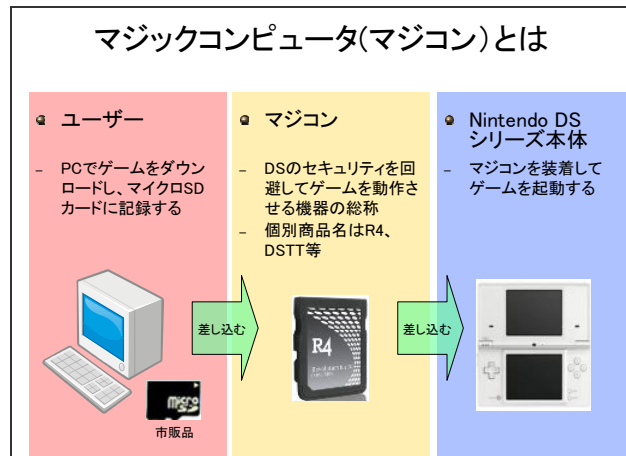 マジックコンピュータ(マジコン)とは
ユーザー
– PCでゲームをダウン
ロードし、マイクロSD
カードに記録する
マジコン
– DSのセキュリティを回
避してゲームを動作さ
せる機器の総称
– 個別商品名はR4、
DSTT等
Nintendo DS
シリーズ本体
– マジコンを装着して
ゲームを起動する
差し込む
差し込む
R4
micro
SD
市販品